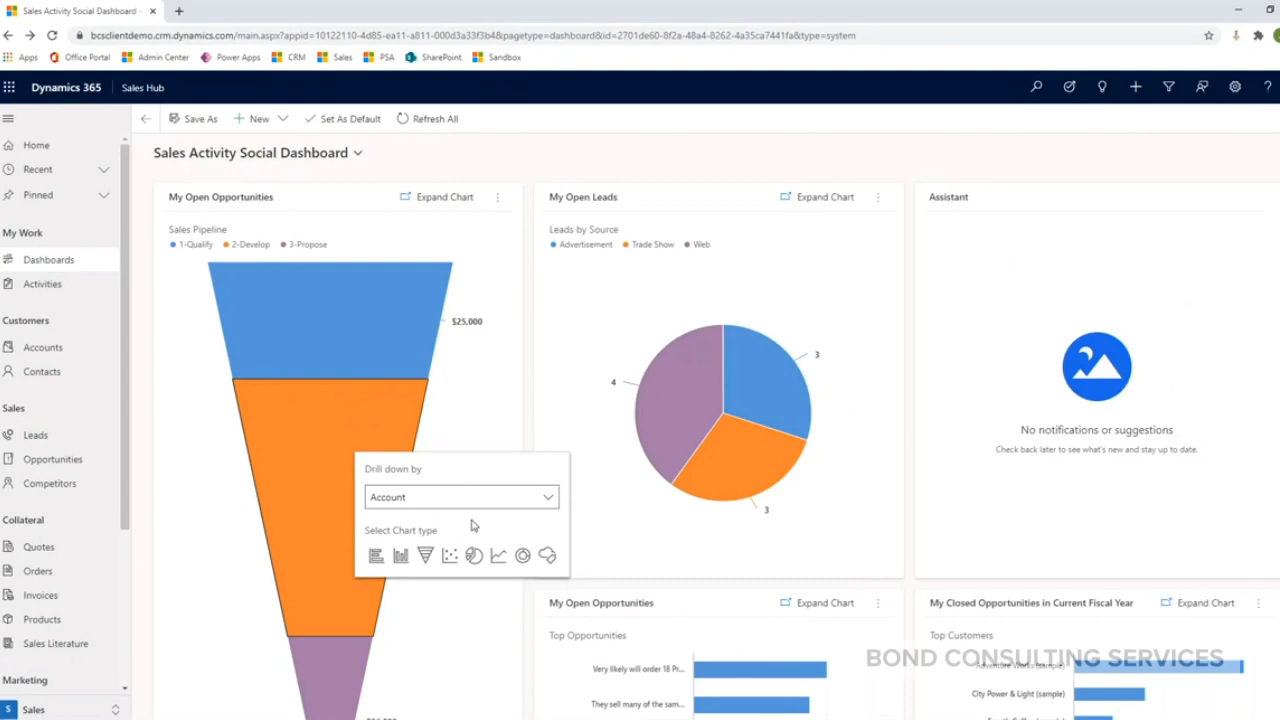 Sales Activity Social Dashboard
bcsclientdemo.crm.dynamics.com/main.aspx?appid=10122110-4d85-ea11-a811-000d3a33f3b4&pagetype=dashboard&id=2701de60-8f2a-48a4-8262-4a35ca7441fa&type=system
Apps Office Portal Admin Center Power Apps CRM Sales PSA SharePoint Sandbox
Dynamics 365 Sales Hub
Save As New Set As Default Refresh All
Sales Activity Social Dashboard
Home
Recent
Pinned
My Work
Dashboards
Activities
Customers
Accounts
Contacts
Sales
Leads
Opportunities
Competitors
Collateral
Quotes
Orders
Invoices
Products
Sales Literature
Marketing
S Sales
My Open Opportunities Expand Chart
Sales Pipeline
1-Qualify 2-Develop 3-Propose
$25,000
Drill down by
Account
Select Chart type
My Open Leads Expand Chart
Leads by Source
Advertisement Trade Show Web
3
4
3
Assistant
No notifications or suggestions
Check back later to see what's new and stay up to date.
My Open Opportunities Expand Chart
Top Opportunities
Very likely will order 18 Pr...
They sell many of the sam...
My Closed Opportunities in Current Fiscal Year Expand Chart
Top Customers
Adventure Works (sample)
City Power & Light (sample)
BOND CONSULTING SERVICES